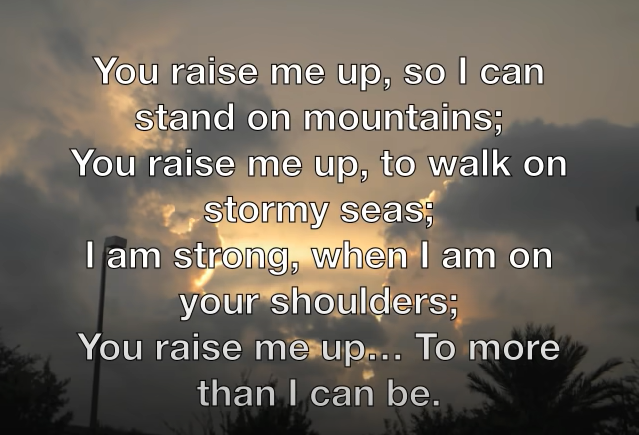 You raise me up, so I can
stand on mountains;
You raise me up, to walk on
stormy seas;
I am strong, when I am on
your shoulders;
You raise me up... To more
than I can be.